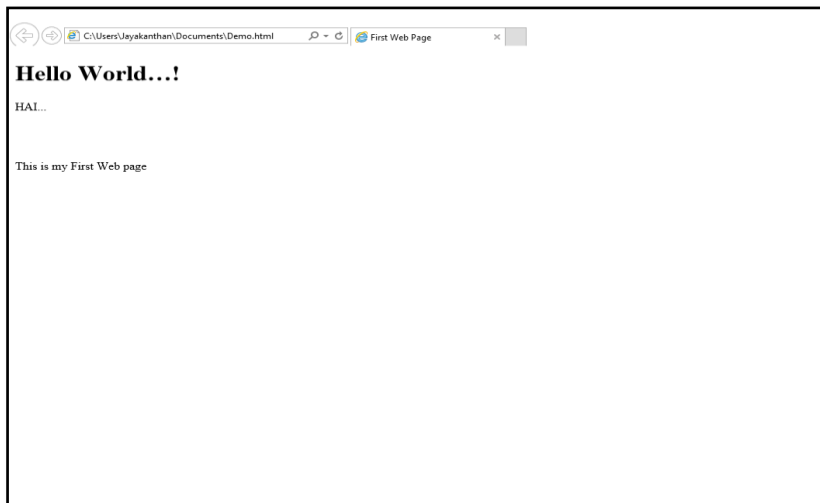 C:\Users\Jayakanthan\Documents\Demo.html
First Web Page
Hello World...!
HAI...
This is my First Web page